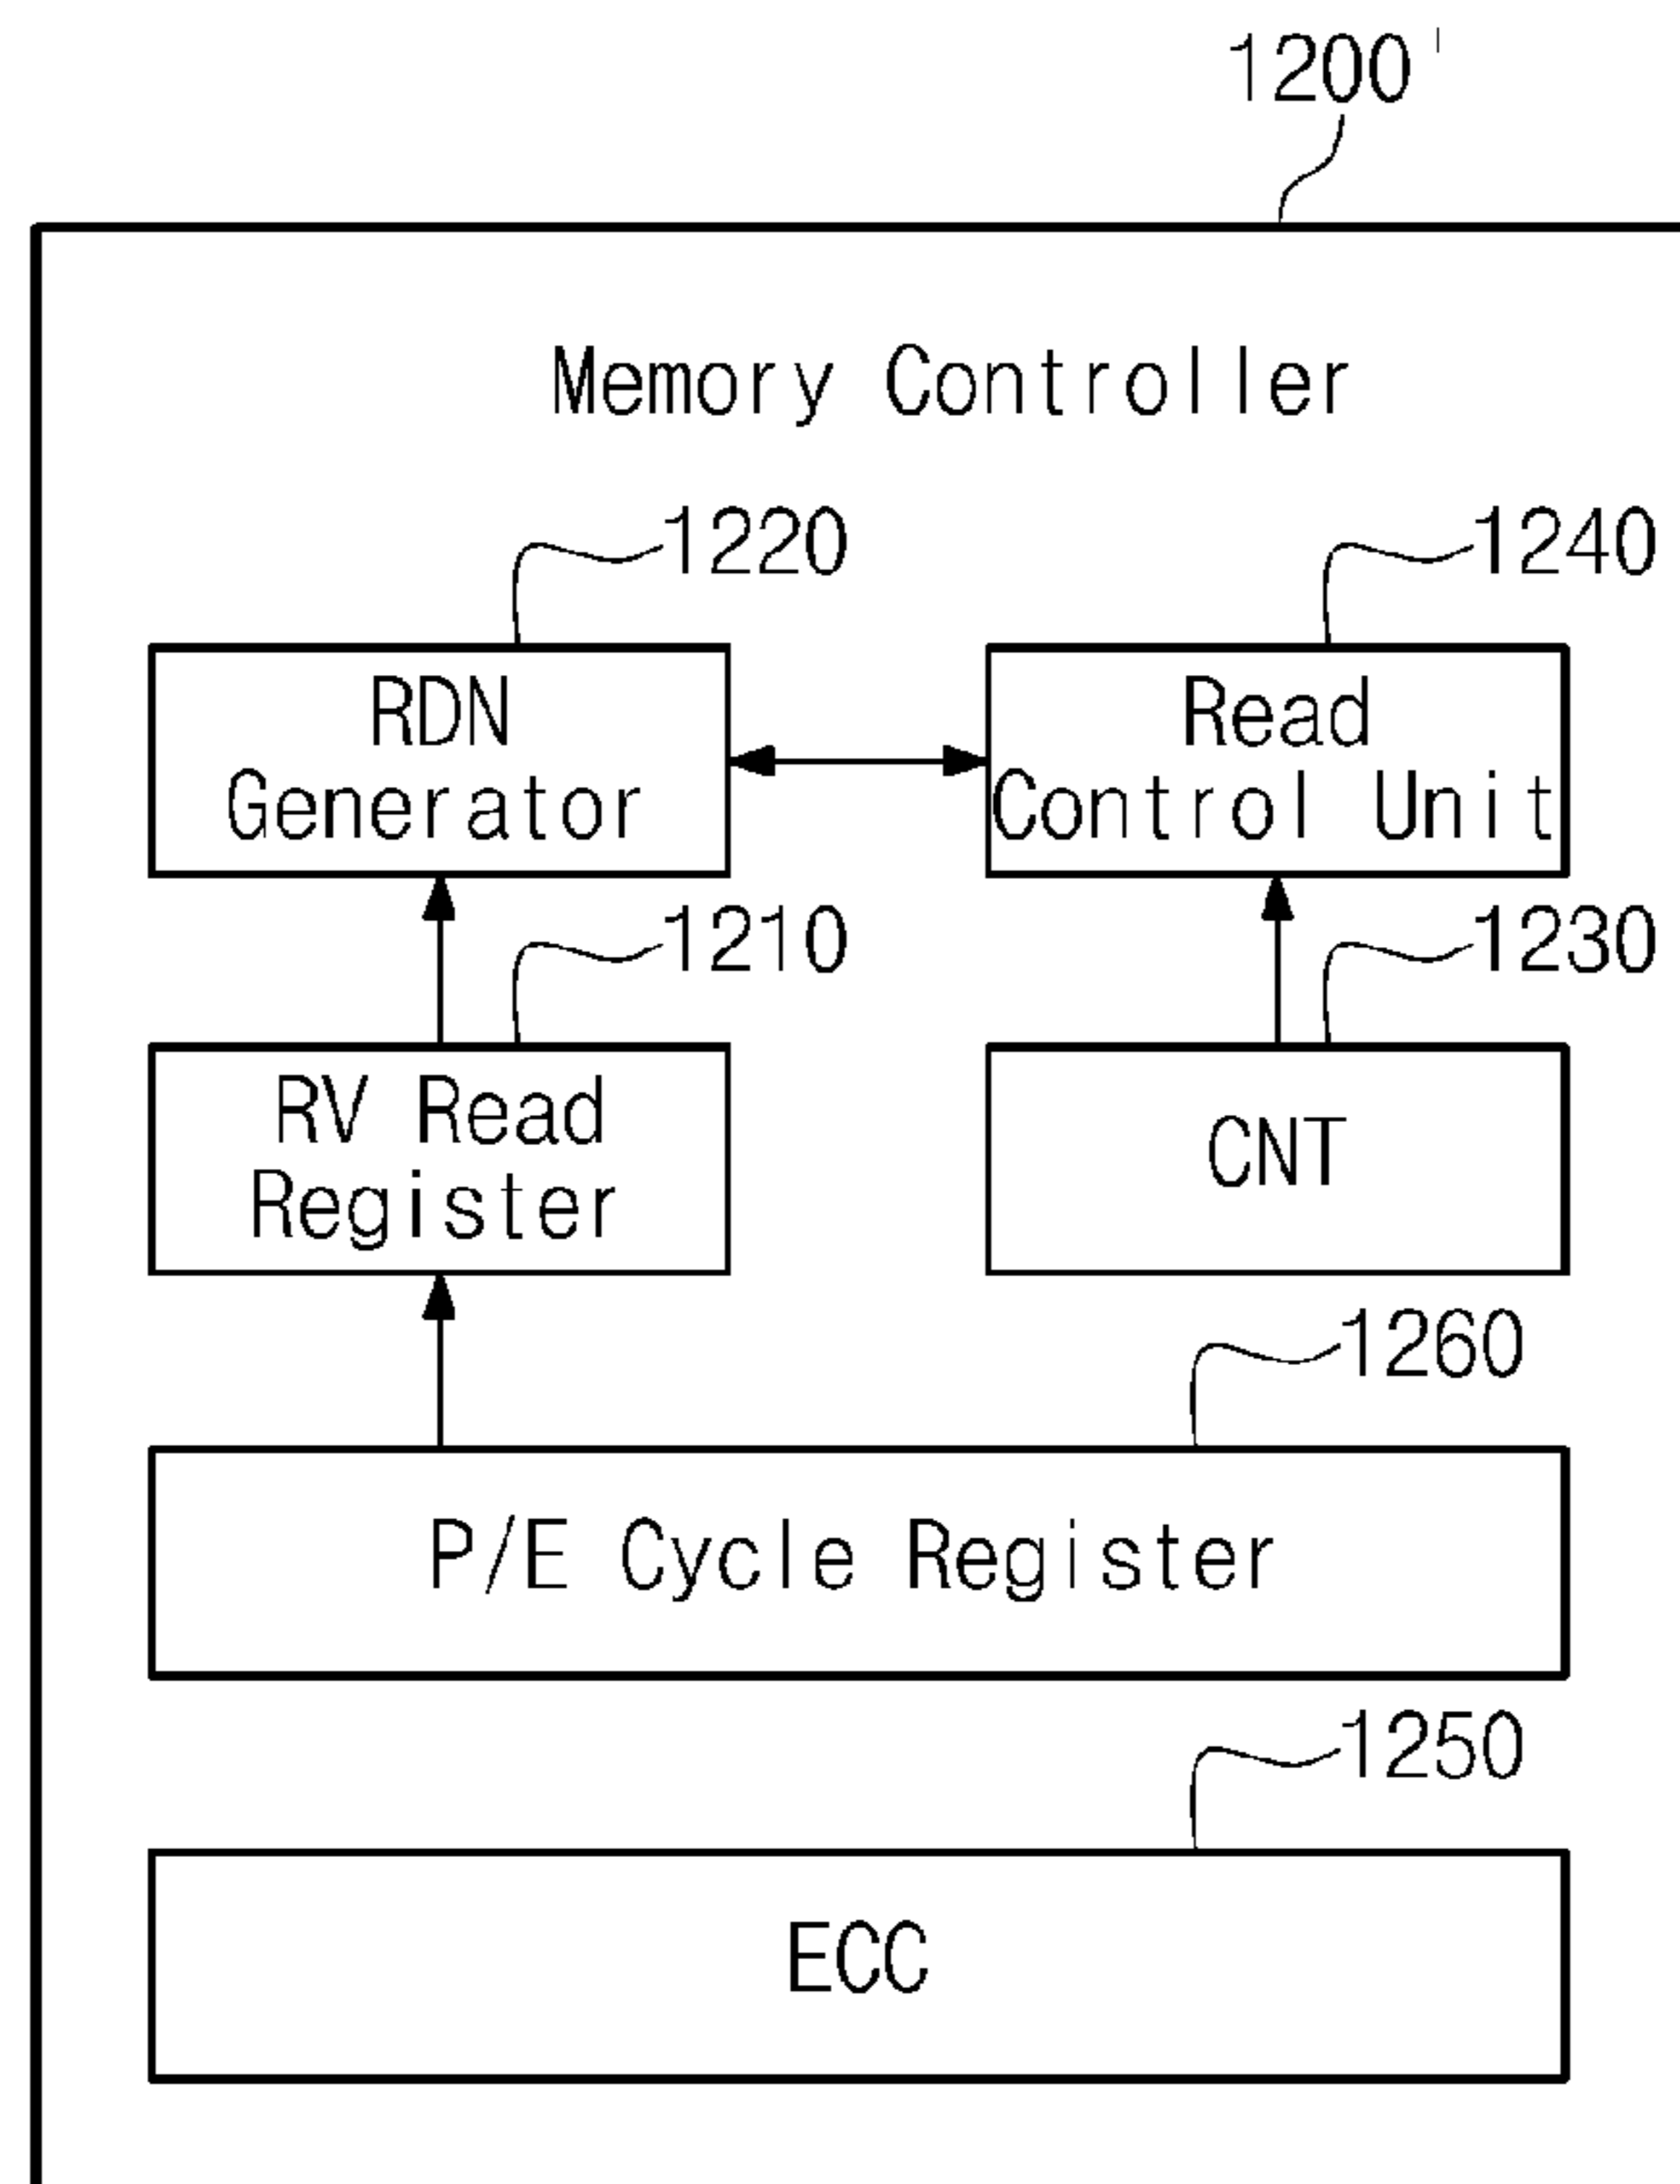 1200'
Memory Controller
1220
1240
RDN
Generator
Read
Control Unit
1210
1230
RV Read
Register
CNT
1260
P/E Cycle Register
1250
ECC